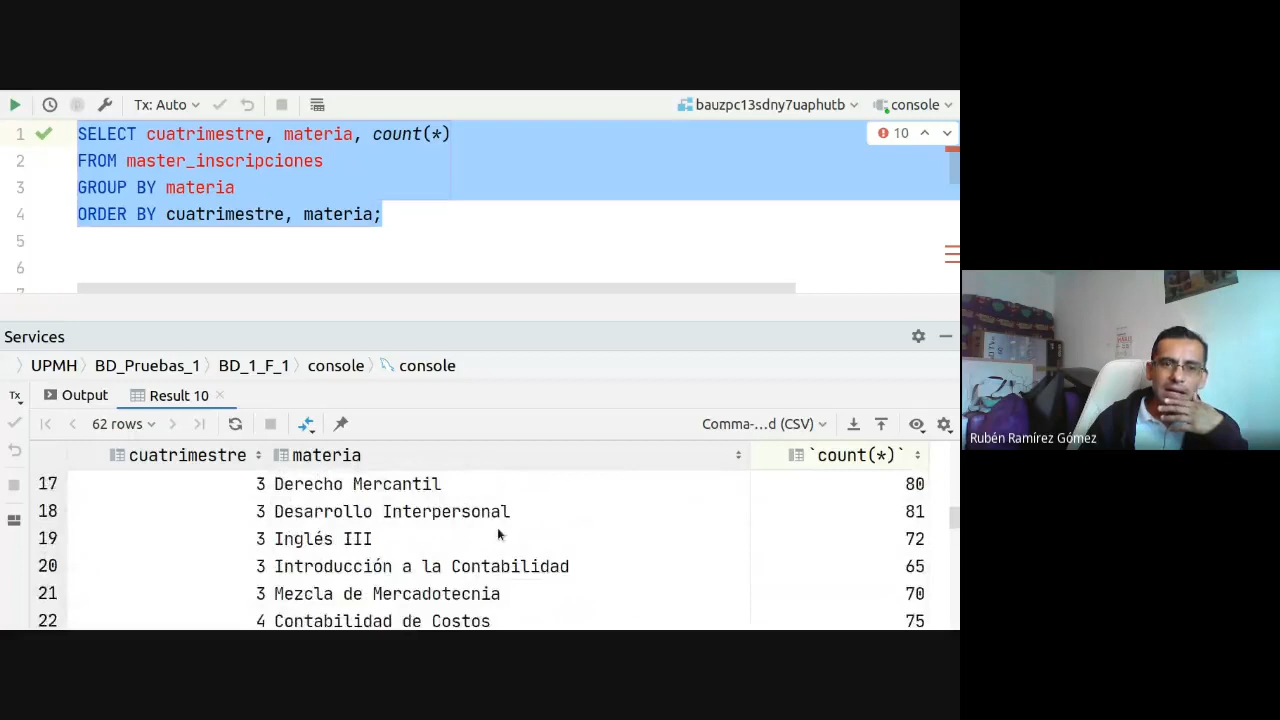 Tx: Auto
bauzpc13sdny7uaphutb
console
1 SELECT cuatrimestre, materia, count(*)
10
2 FROM master_inscripciones
3 GROUP BY materia
4 ORDER BY cuatrimestre, materia;
5
6
Services
UPMH BD_Pruebas_1 BD_1_F_1 console console
Tx Output Result 10
62 rows
Comma-...d (CSV)
cuatrimestre materia `count(*)`
17 3 Derecho Mercantil 80
18 3 Desarrollo Interpersonal 81
19 3 Inglés III 72
20 3 Introducción a la Contabilidad 65
21 3 Mezcla de Mercadotecnia 70
22 4 Contabilidad de Costos 75
Rubén Ramírez Gómez